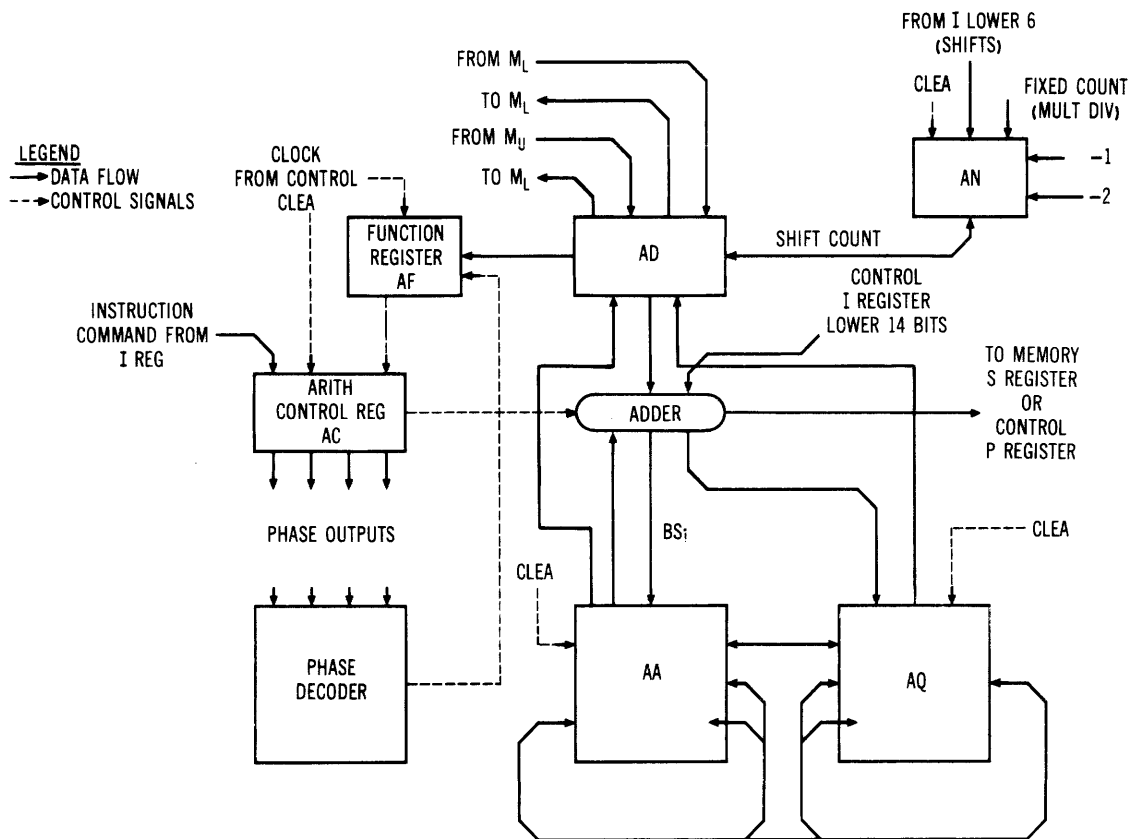 FROM I LOWER 6
(SHIFTS)
FROM M_L
CLEA
FIXED COUNT
(MULT DIV)
TO M_L
FROM M_U
LEGEND
DATA FLOW
CONTROL SIGNALS
CLOCK
FROM CONTROL
CLEA
TO M_L
AN
-1
-2
FUNCTION
REGISTER
AF
AD
SHIFT COUNT
CONTROL
I REGISTER
LOWER 14 BITS
INSTRUCTION
COMMAND FROM
I REG
ARITH
CONTROL REG
AC
ADDER
TO MEMORY
S REGISTER
OR
CONTROL
P REGISTER
PHASE OUTPUTS
BSi
CLEA
CLEA
PHASE
DECODER
AA
AQ